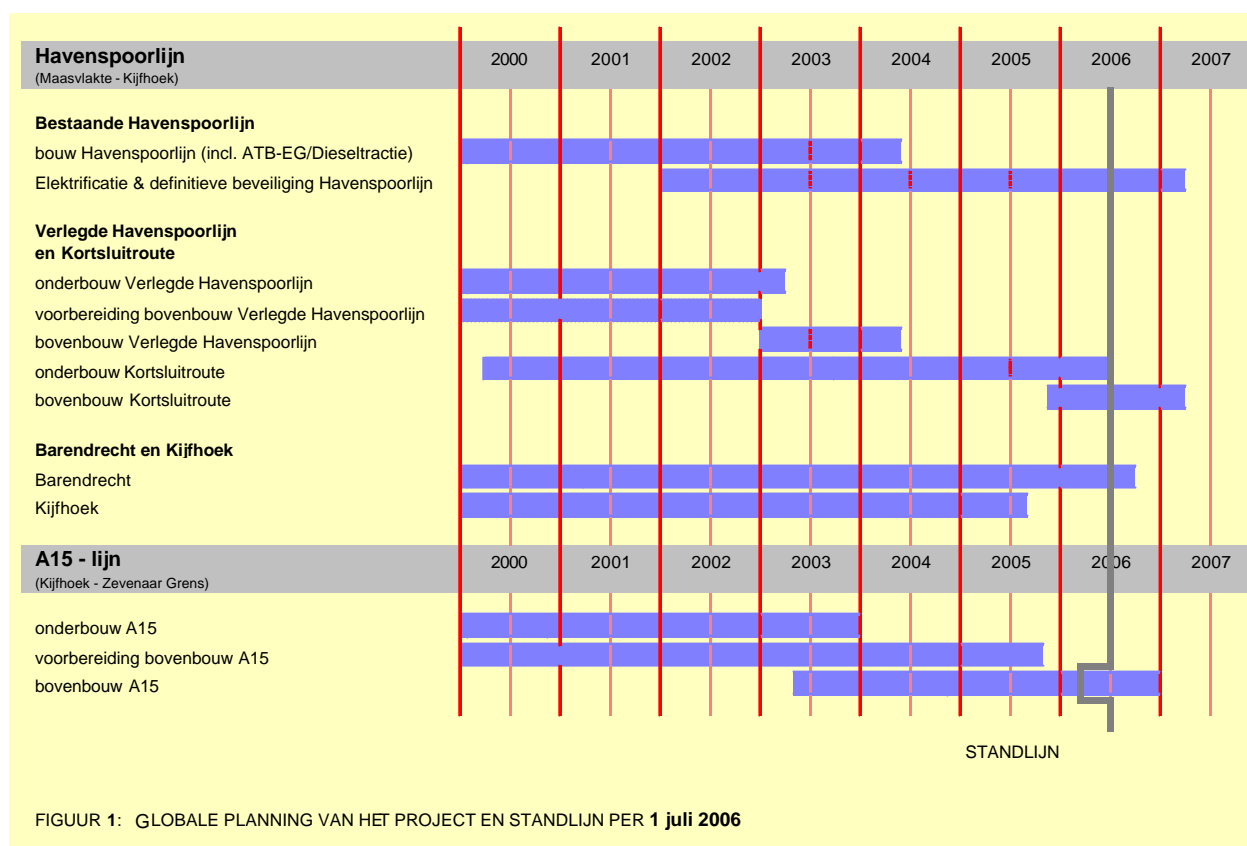 Havenspoorlijn 2000 2001 2002 2003 2004 2005 2006 2007
(Maasvlakte - Kijfhoek)
Bestaande Havenspoorlijn
bouw Havenspoorlijn (incl. ATB-EG/Dieseltractie)
Elektrificatie & definitieve beveiliging Havenspoorlijn
Verlegde Havenspoorlijn
en Kortsluitroute
onderbouw Verlegde Havenspoorlijn
voorbereiding bovenbouw Verlegde Havenspoorlijn
bovenbouw Verlegde Havenspoorlijn
onderbouw Kortsluitroute
bovenbouw Kortsluitroute
Barendrecht en Kijfhoek
Barendrecht
Kijfhoek
A15 - lijn 2000 2001 2002 2003 2004 2005 2006 2007
(Kijfhoek - Zevenaar Grens)
onderbouw A15
voorbereiding bovenbouw A15
bovenbouw A15
STANDLIJN
FIGUUR 1: GLOBALE PLANNING VAN HET PROJECT EN STANDLIJN PER 1 juli 2006